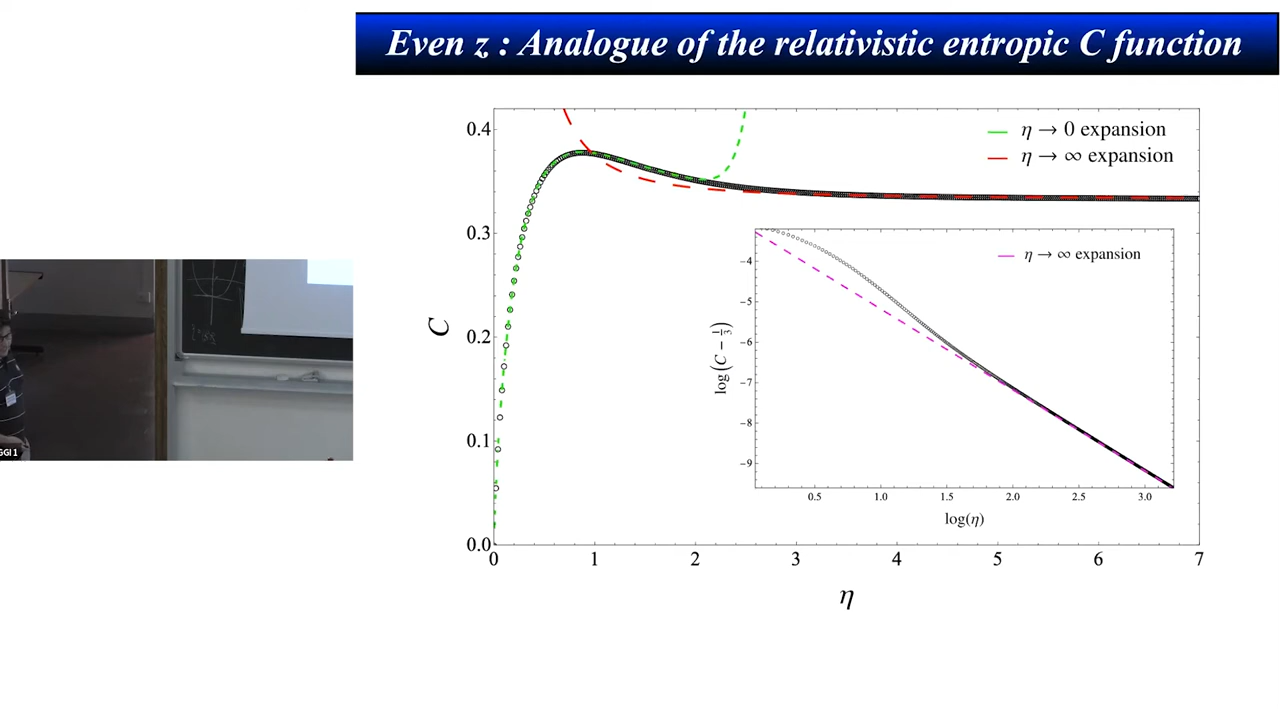 Even z : Analogue of the relativistic entropic C function
η → 0 expansion
η → ∞ expansion
0.4
0.3
0.2
0.1
0.0
C
0 1 2 3 4 5 6 7
η
η → ∞ expansion
−4
−5
−6
−7
−8
−9
log(C − 1/3)
0.5 1.0 1.5 2.0 2.5 3.0
log(η)
GGI 1